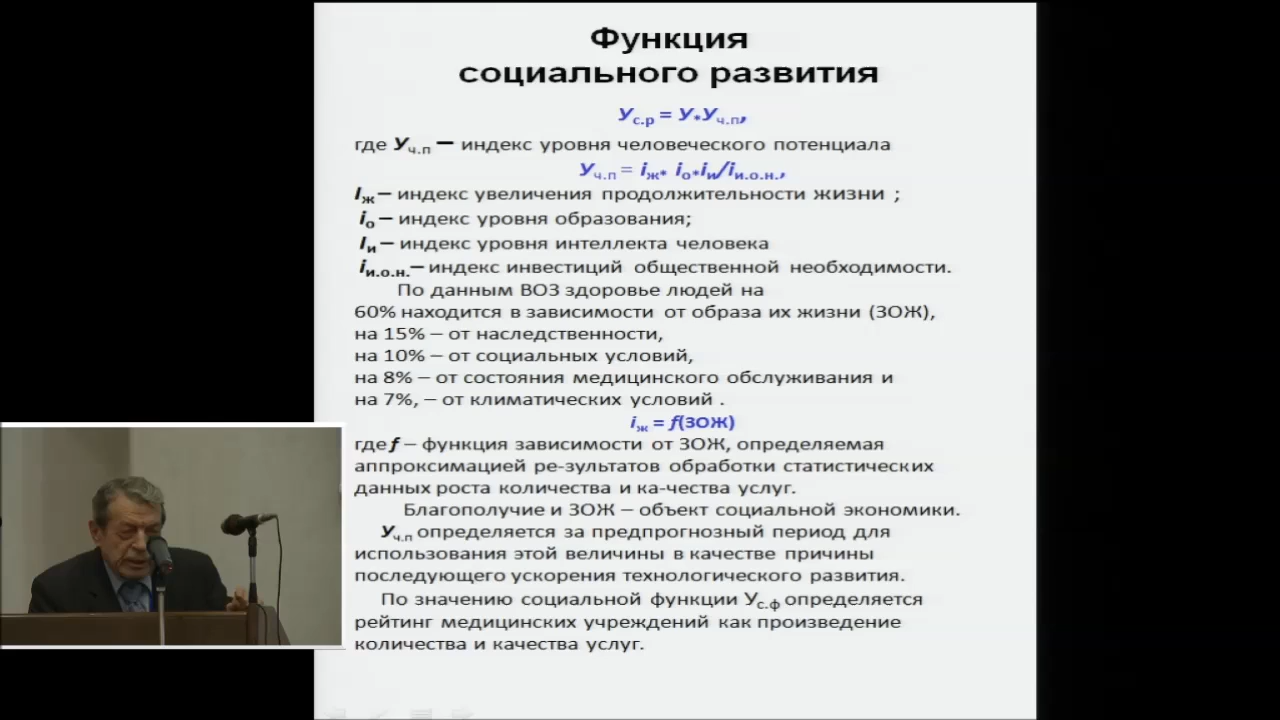 Функция
социального развития
Ус.р = У*Уч.п,
где Уч.п – индекс уровня человеческого потенциала
Уч.п = iж* iо*iи/iи.о.н.,
Iж – индекс увеличения продолжительности жизни ;
iо – индекс уровня образования;
Iи – индекс уровня интеллекта человека
iи.о.н.– индекс инвестиций общественной необходимости.
По данным ВОЗ здоровье людей на
60% находится в зависимости от образа их жизни (ЗОЖ),
на 15% – от наследственности,
на 10% – от социальных условий,
на 8% – от состояния медицинского обслуживания и
на 7%, – от климатических условий .
iж = f(ЗОЖ)
где f – функция зависимости от ЗОЖ, определяемая
аппроксимацией ре-зультатов обработки статистических
данных роста количества и ка-чества услуг.
Благополучие и ЗОЖ – объект социальной экономики.
Уч.п определяется за предпрогнозный период для
использования этой величины в качестве причины
последующего ускорения технологического развития.
По значению социальной функции Ус.ф определяется
рейтинг медицинских учреждений как произведение
количества и качества услуг.